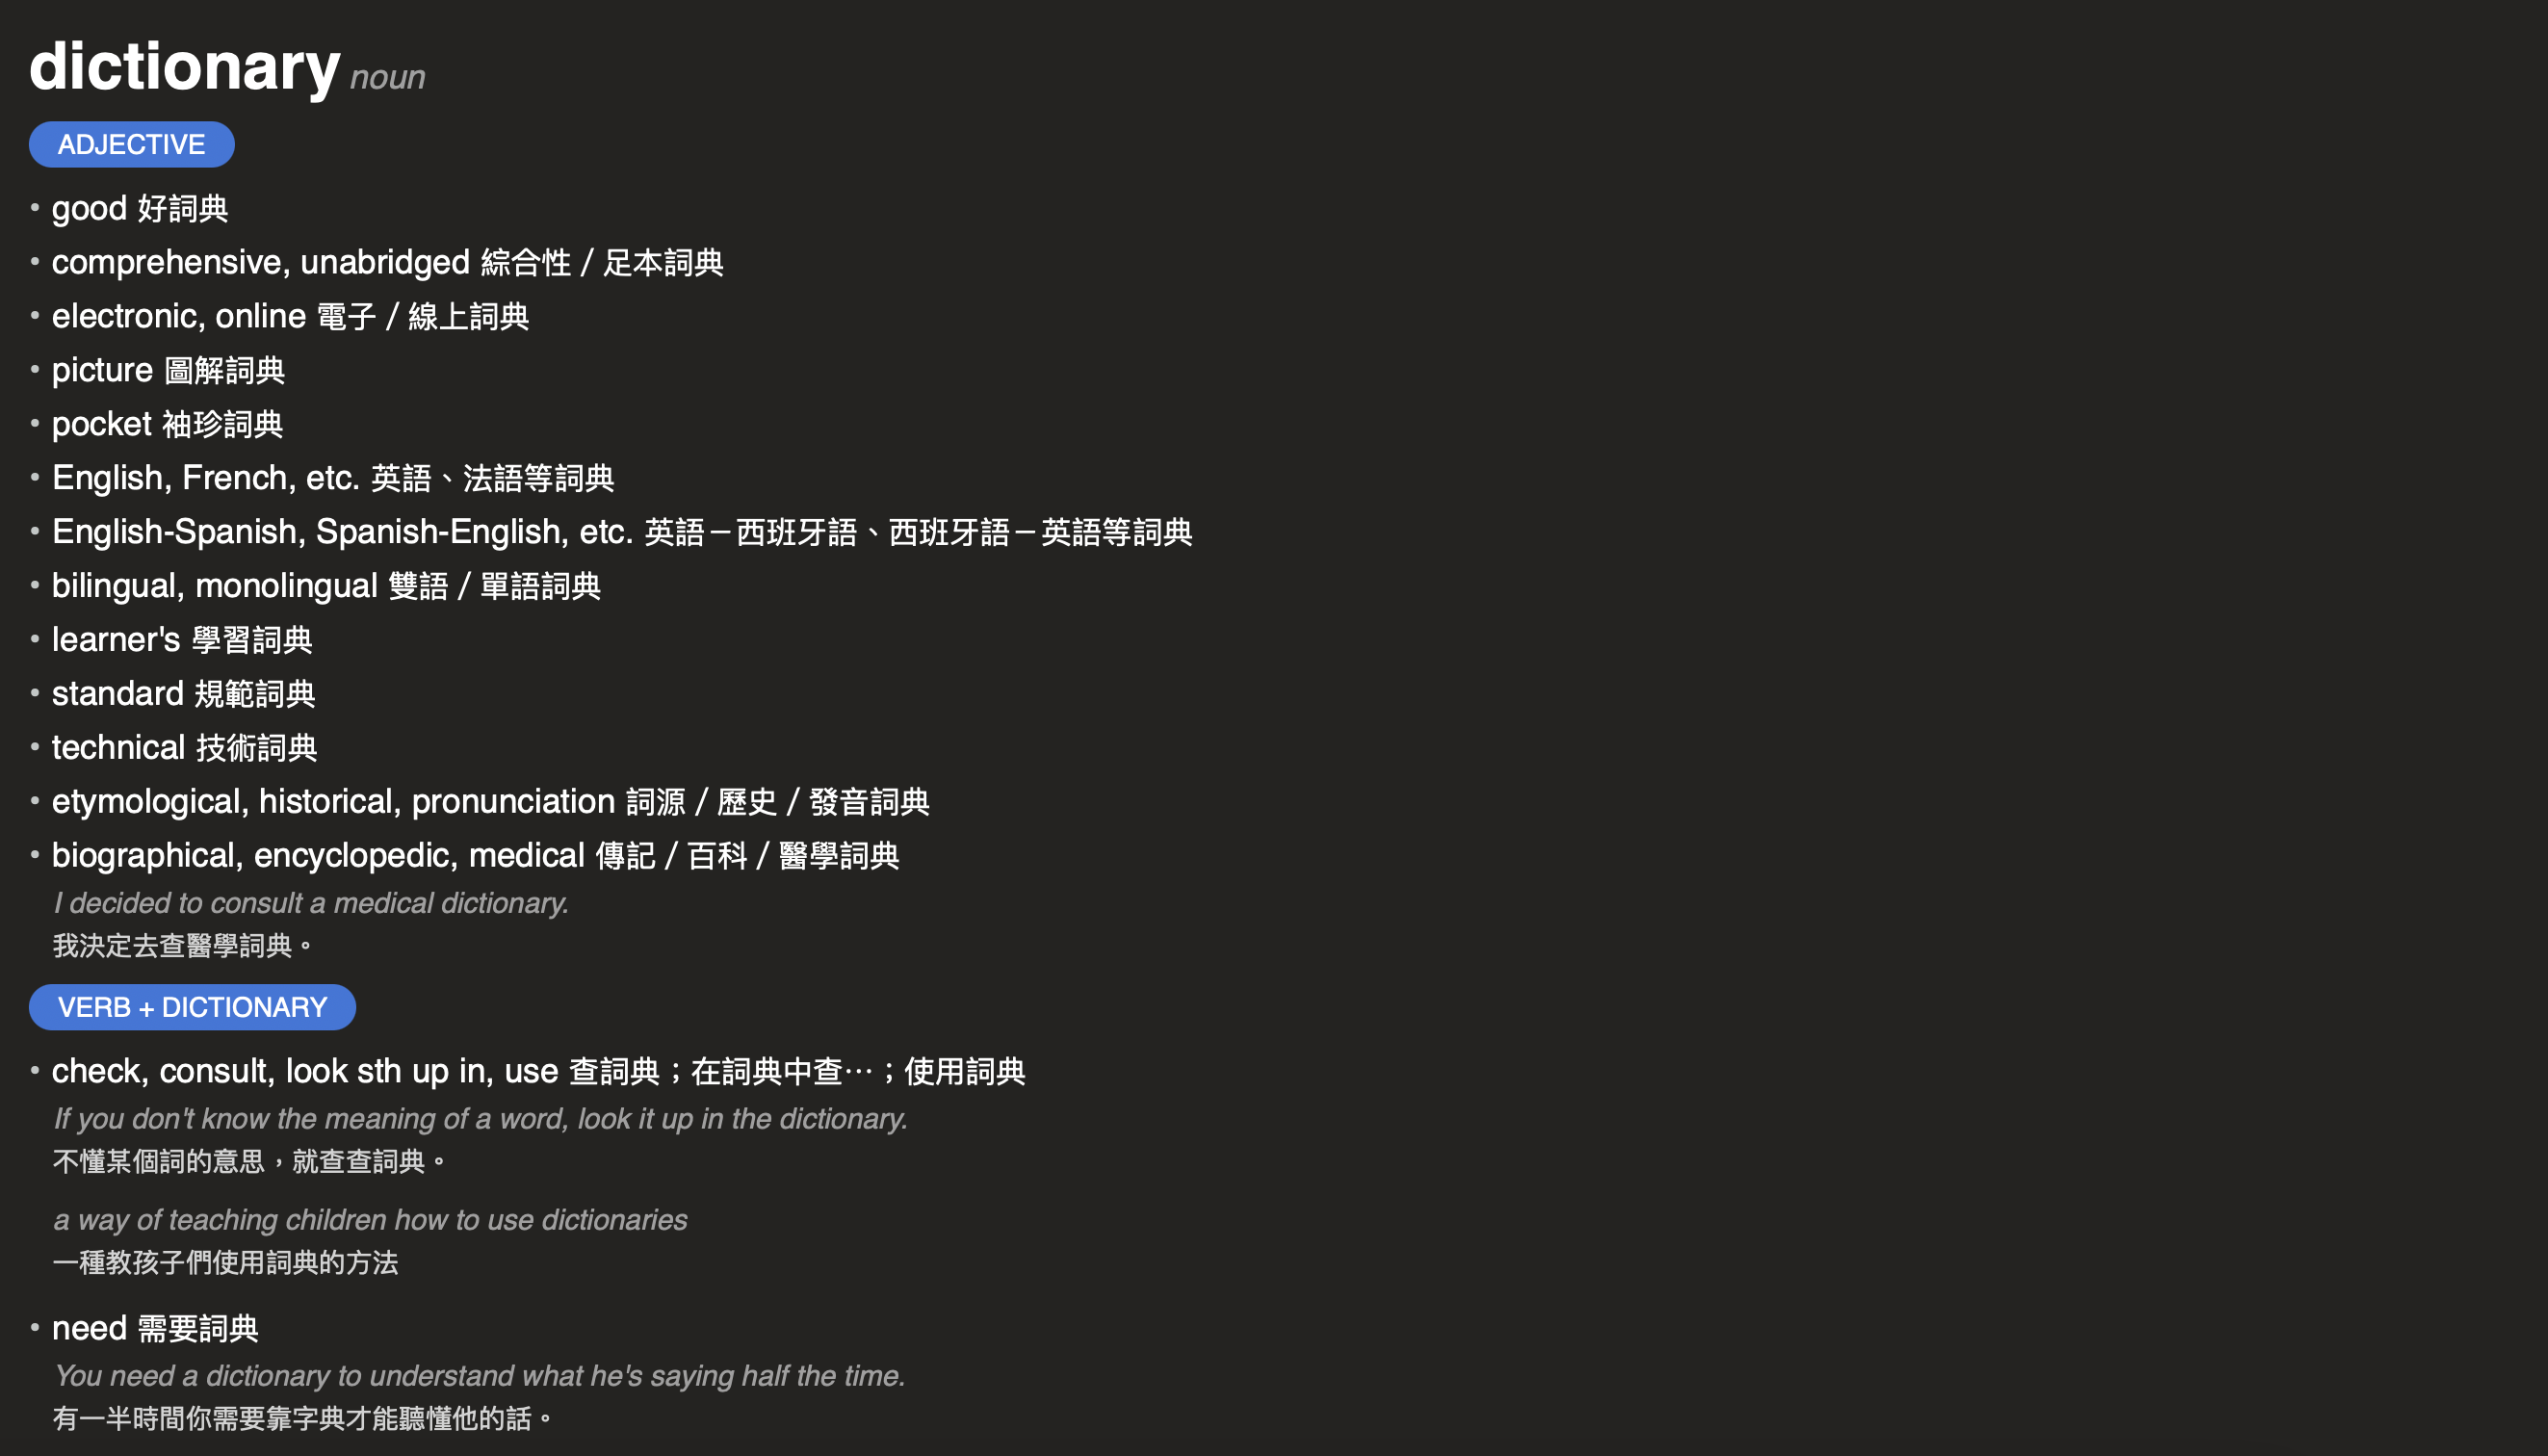 dictionary noun
ADJECTIVE
• good 好詞典
• comprehensive, unabridged 綜合性 / 足本詞典
• electronic, online 電子 / 線上詞典
• picture 圖解詞典
• pocket 袖珍詞典
• English, French, etc. 英語、法語等詞典
• English-Spanish, Spanish-English, etc. 英語－西班牙語、西班牙語－英語等詞典
• bilingual, monolingual 雙語 / 單語詞典
• learner's 學習詞典
• standard 規範詞典
• technical 技術詞典
• etymological, historical, pronunciation 詞源 / 歷史 / 發音詞典
• biographical, encyclopedic, medical 傳記 / 百科 / 醫學詞典
I decided to consult a medical dictionary.
我決定去查醫學詞典。
VERB + DICTIONARY
• check, consult, look sth up in, use 查詞典；在詞典中查…；使用詞典
If you don't know the meaning of a word, look it up in the dictionary.
不懂某個詞的意思，就查查詞典。
a way of teaching children how to use dictionaries
一種教孩子們使用詞典的方法
• need 需要詞典
You need a dictionary to understand what he's saying half the time.
有一半時間你需要靠字典才能聽懂他的話。